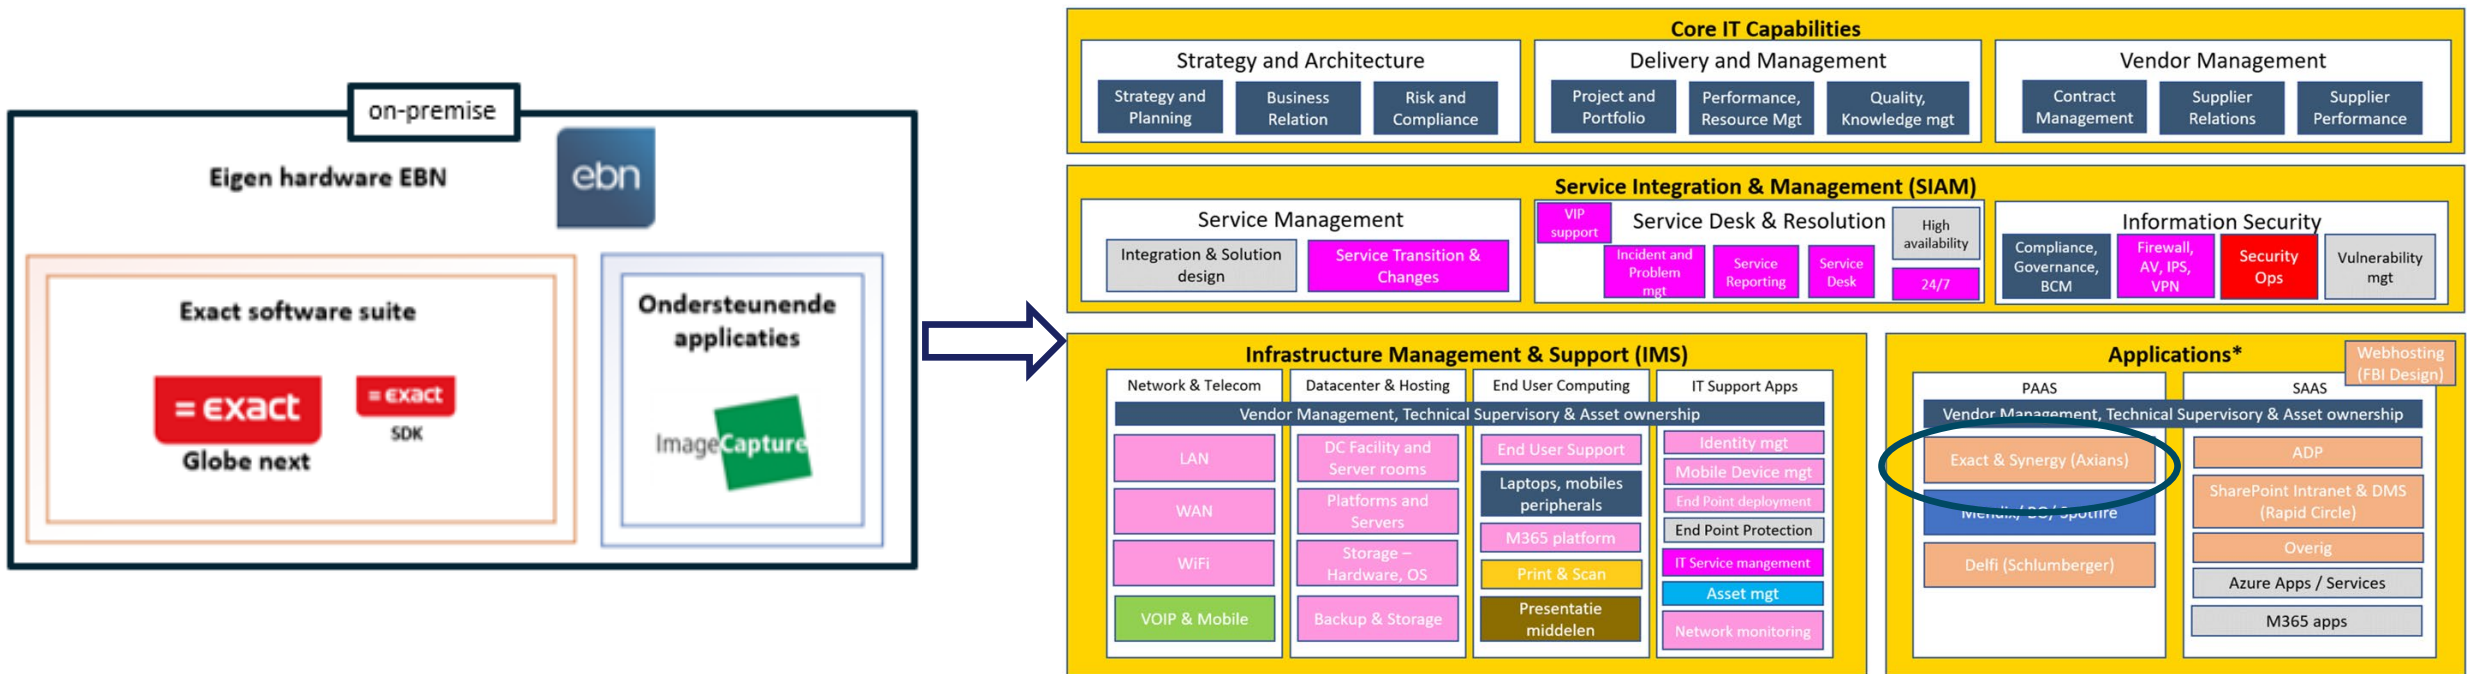 on-premise
Eigen hardware EBN
ebn
Exact software suite
= exact
Globe next
= exact
SDK
Ondersteunende
applicaties
ImageCapture
Core IT Capabilities
Strategy and Architecture
Strategy and
Planning
Business
Relation
Risk and
Compliance
Delivery and Management
Project and
Portfolio
Performance,
Resource Mgt
Quality,
Knowledge mgt
Vendor Management
Contract
Management
Supplier
Relations
Supplier
Performance
Service Integration & Management (SIAM)
Service Management
Integration & Solution
design
Service Transition &
Changes
VIP
support
Service Desk & Resolution
High
availability
Incident and
Problem
mgt
Service
Reporting
Service
Desk
24/7
Information Security
Compliance,
Governance,
BCM
Firewall,
AV, IPS,
VPN
Security
Ops
Vulnerability
mgt
Infrastructure Management & Support (IMS)
Network & Telecom
Datacenter & Hosting
End User Computing
IT Support Apps
Vendor Management, Technical Supervisory & Asset ownership
LAN
WAN
WiFi
VOIP & Mobile
DC Facility and
Server rooms
Platforms and
Servers
Storage –
Hardware, OS
Backup & Storage
End User Support
Laptops, mobiles
peripherals
M365 platform
Print & Scan
Presentatie
middelen
Identity mgt
Mobile Device mgt
End Point deployment
End Point Protection
IT Service mangement
Asset mgt
Network monitoring
Applications*
Webhosting
(FBI Design)
PAAS
SAAS
Vendor Management, Technical Supervisory & Asset ownership
Exact & Synergy (Axians)
Mendix/ BO/ Spotfire
Delfi (Schlumberger)
ADP
SharePoint Intranet & DMS
(Rapid Circle)
Overig
Azure Apps / Services
M365 apps